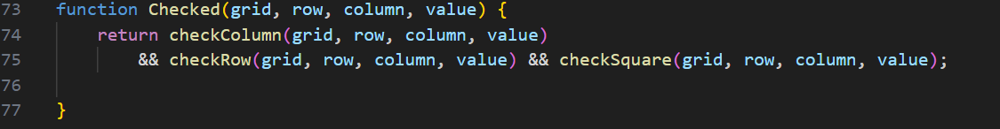 73 function Checked(grid, row, column, value) {
74 return checkColumn(grid, row, column, value)
75 && checkRow(grid, row, column, value) && checkSquare(grid, row, column, value);
76
77 }